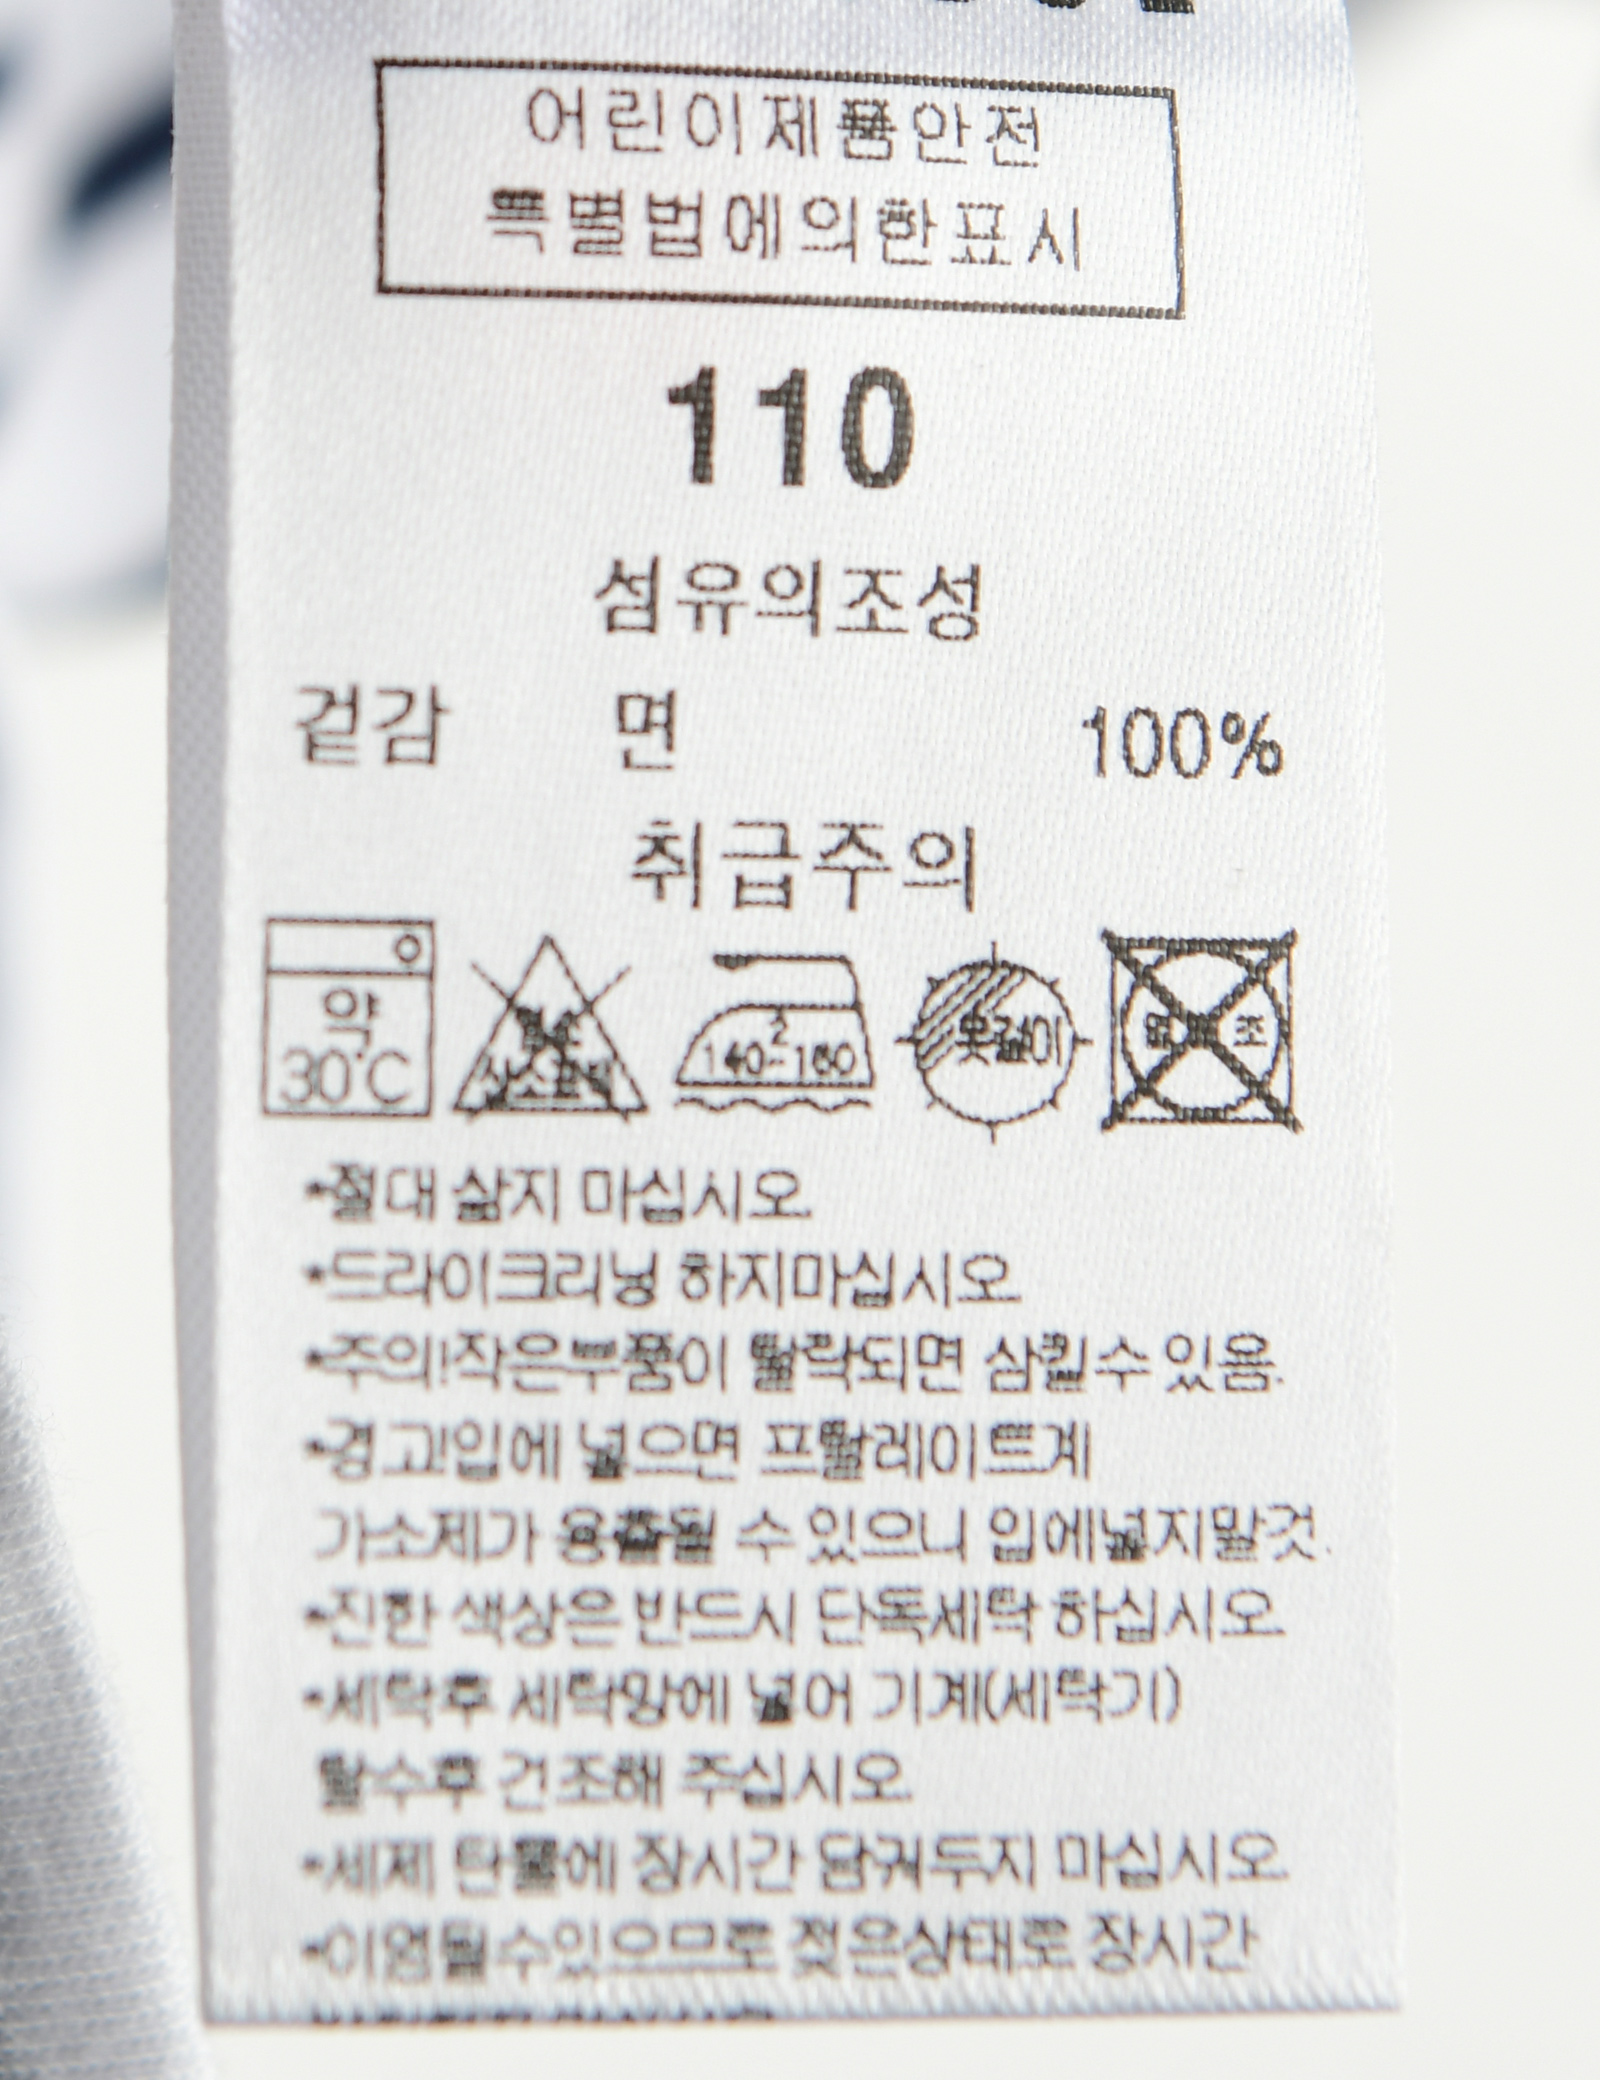 어린이제품안전
특별법에의한표시
110
섬유의조성
겉감 면 100%
취급주의
약 30℃
염소 산소표백
2 140~160
옷걸이
조
*절대 삶지 마십시오.
*드라이크리닝 하지마십시오.
*주의!작은부품이 탈락되면 삼킬수 있음.
*경고!입에 넣으면 프탈레이트계
가소제가 용출될 수 있으니 입에넣지말것.
*진한 색상은 반드시 단독세탁 하십시오.
*세탁후 세탁망에 넣어 기계(세탁기)
탈수후 건조해 주십시오.
*세제 탄물에 장시간 담궈두지 마십시오.
*이염될수있으므로 젖은상태로 장시간